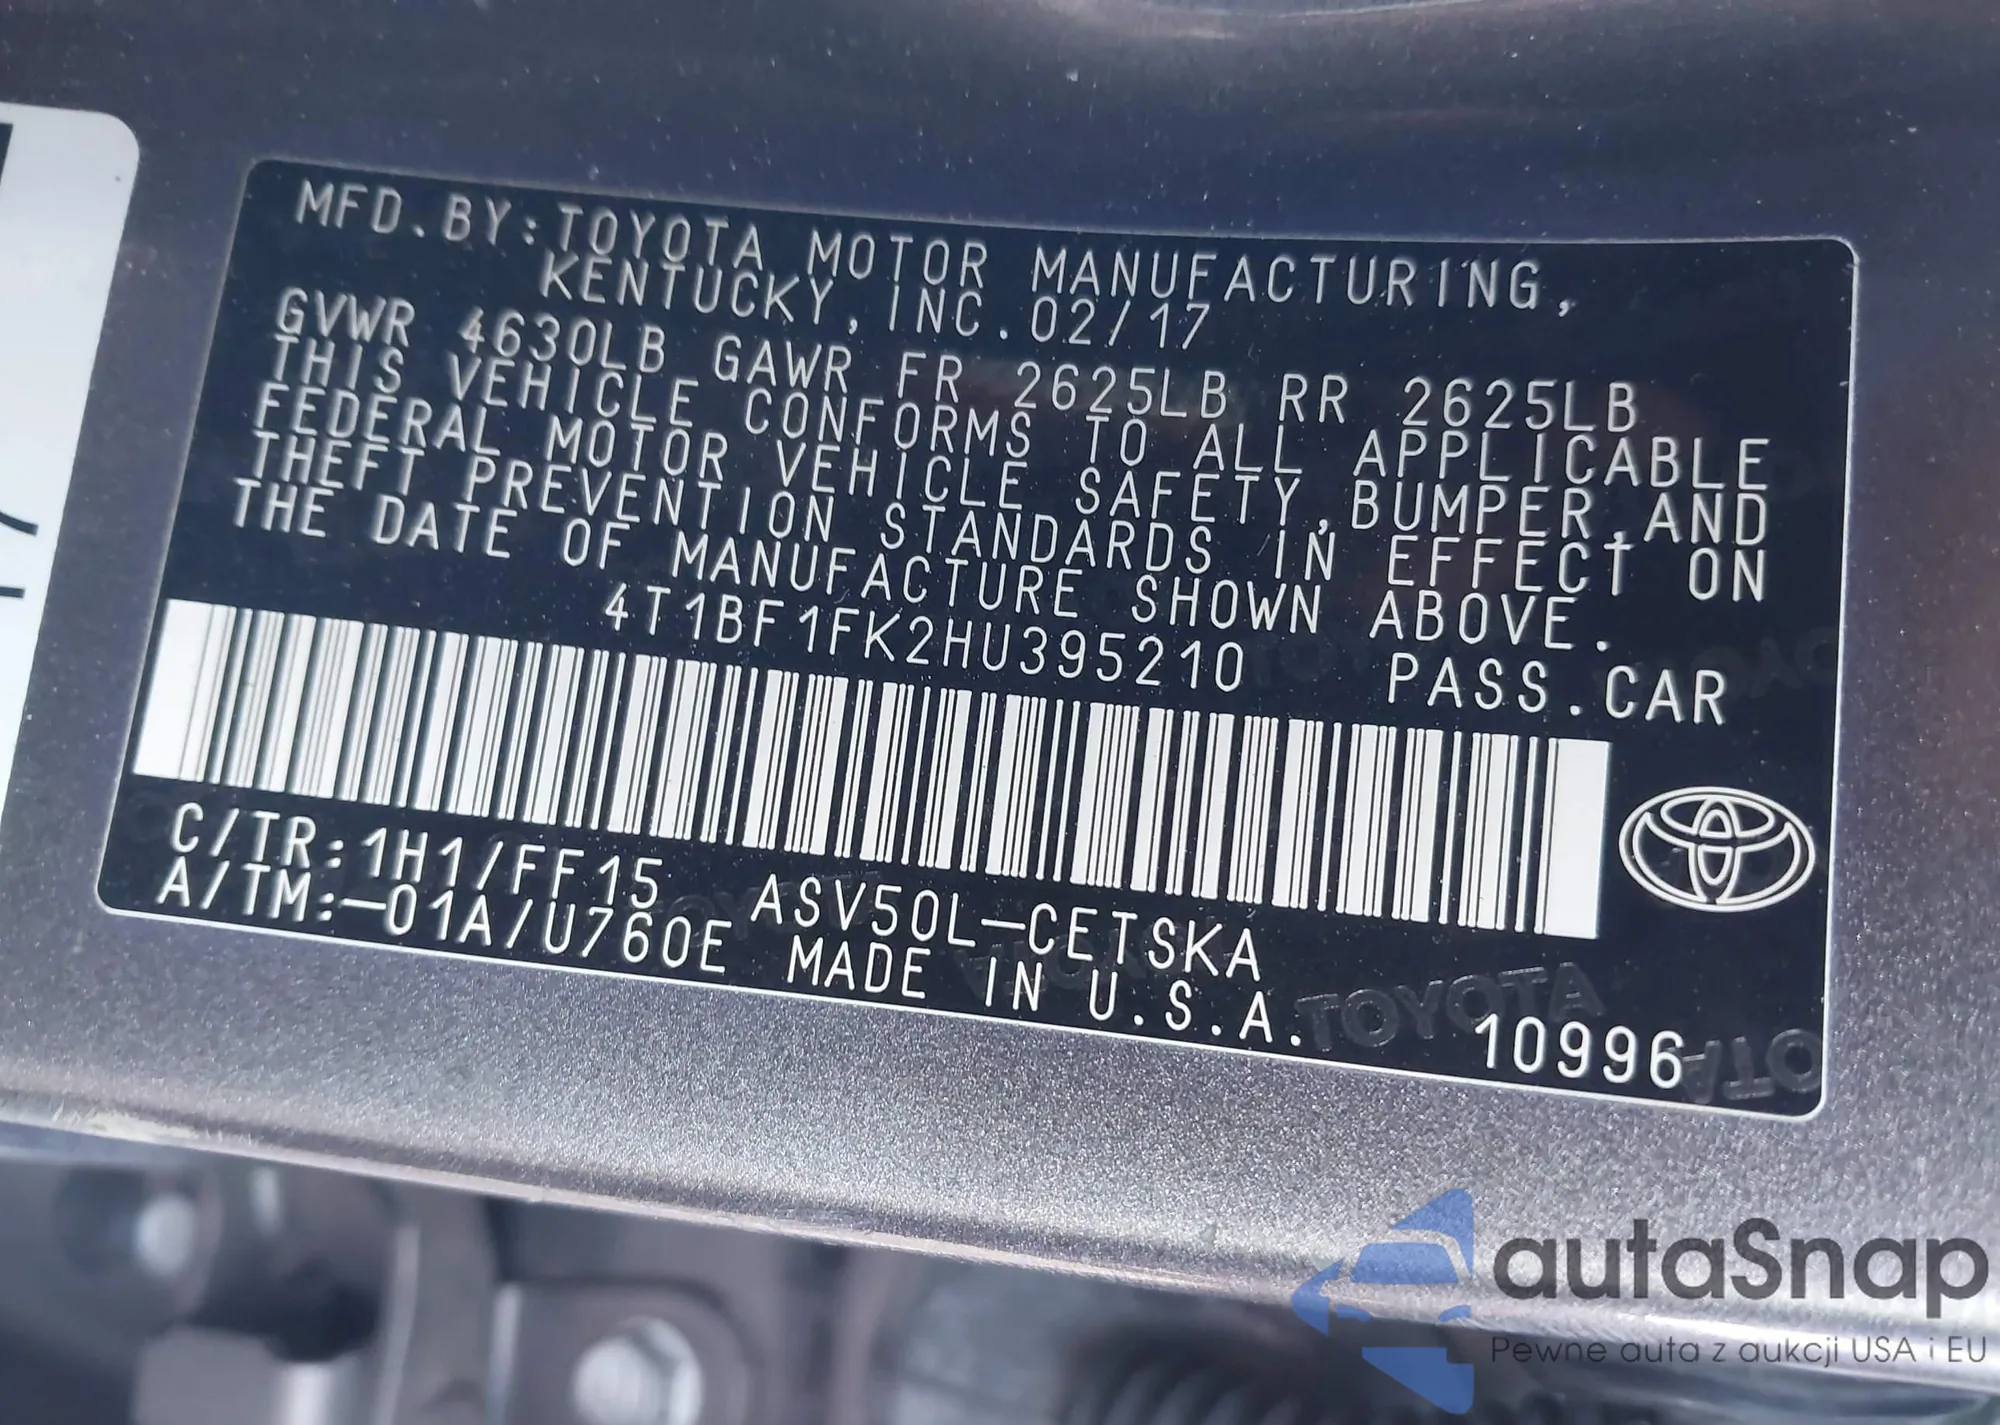 MFD.BY:TOYOTA MOTOR MANUFACTURING,
KENTUCKY, INC.02/17
GVWR 4630LB GAWR FR 2625LB RR 2625LB
THIS VEHICLE CONFORMS TO ALL APPLICABLE
FEDERAL MOTOR VEHICLE SAFETY,BUMPER,AND
THEFT PREVENTION STANDARDS IN EFFECT ON
THE DATE OF MANUFACTURE SHOWN ABOVE.
4T1BF1FK2HU395210 PASS.CAR
C/TR:1H1/FF15 ASV50L-CETSKA
A/TM:-01A/U760E MADE IN U.S.A.
TOYOTA
10996
autaSnap
Pewne auta z aukcji USA i EU